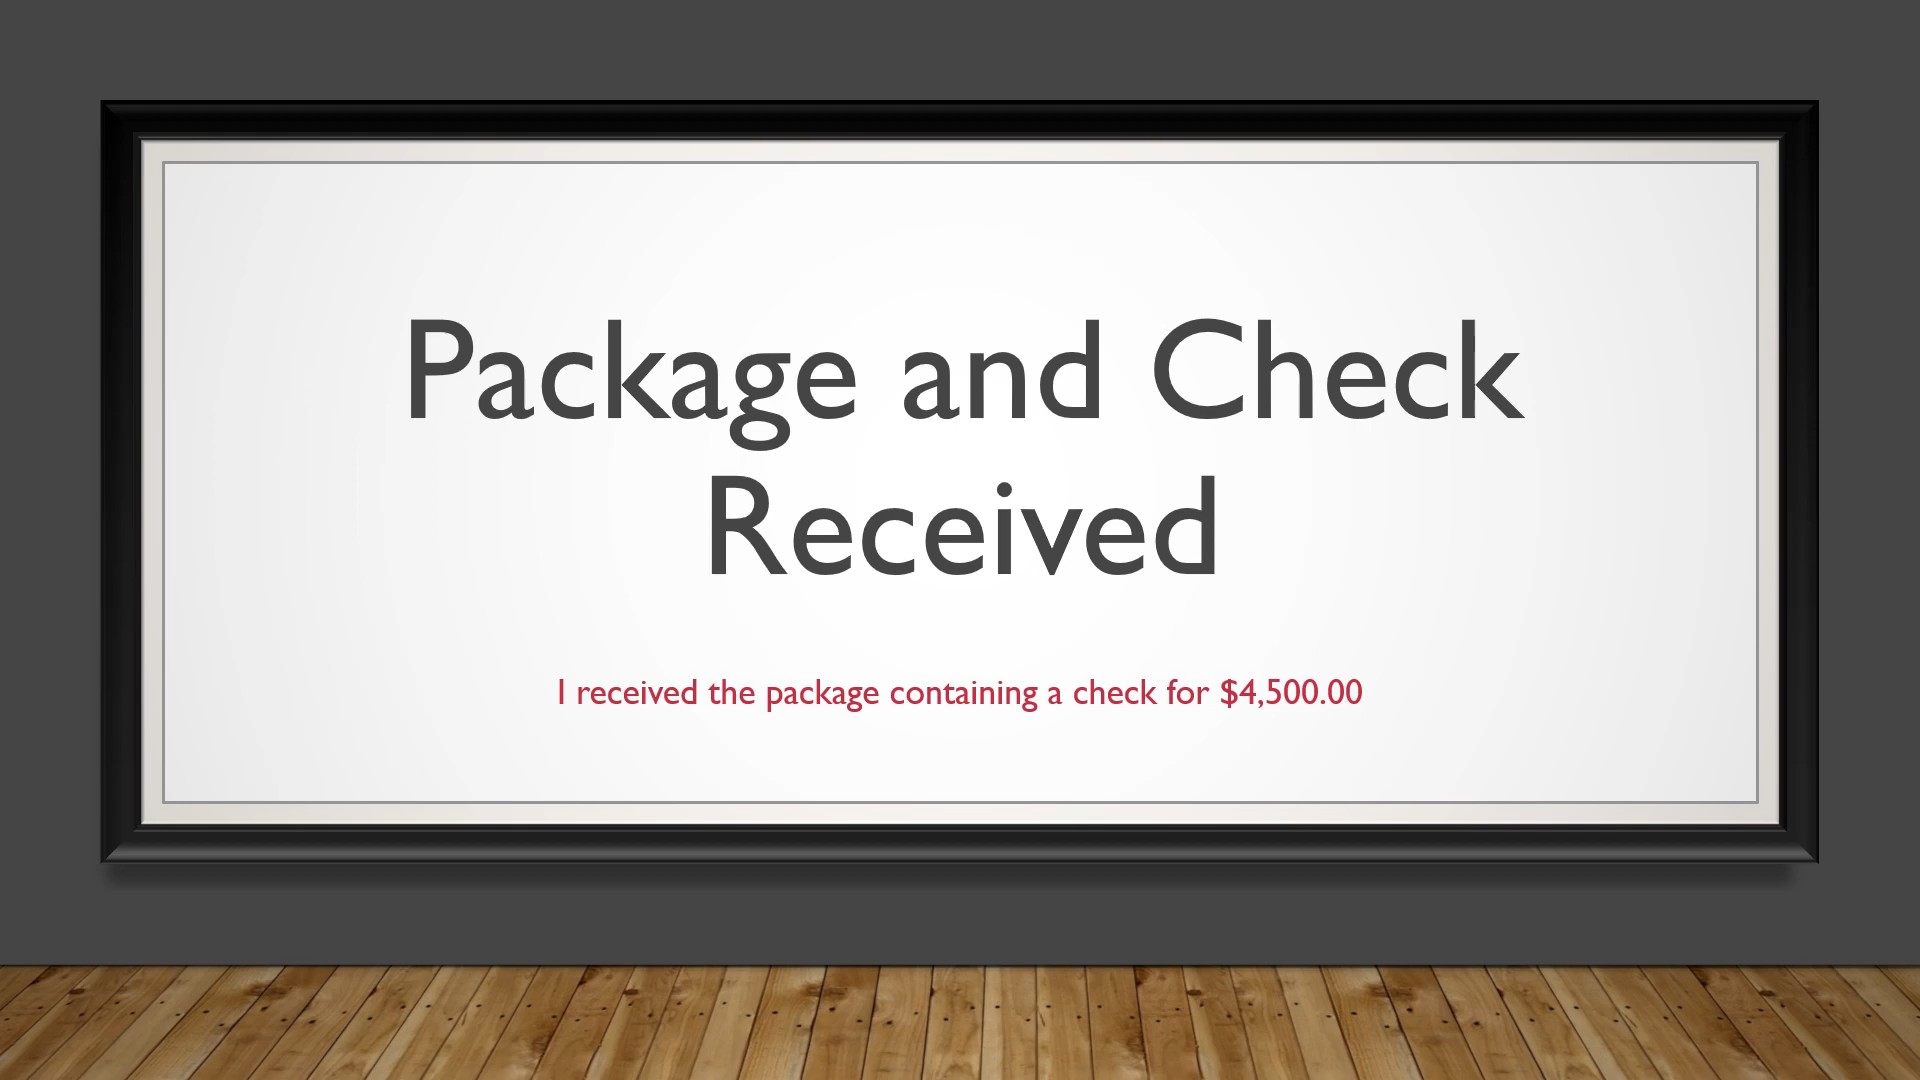 Package and Check
Received
I received the package containing a check for $4,500.00